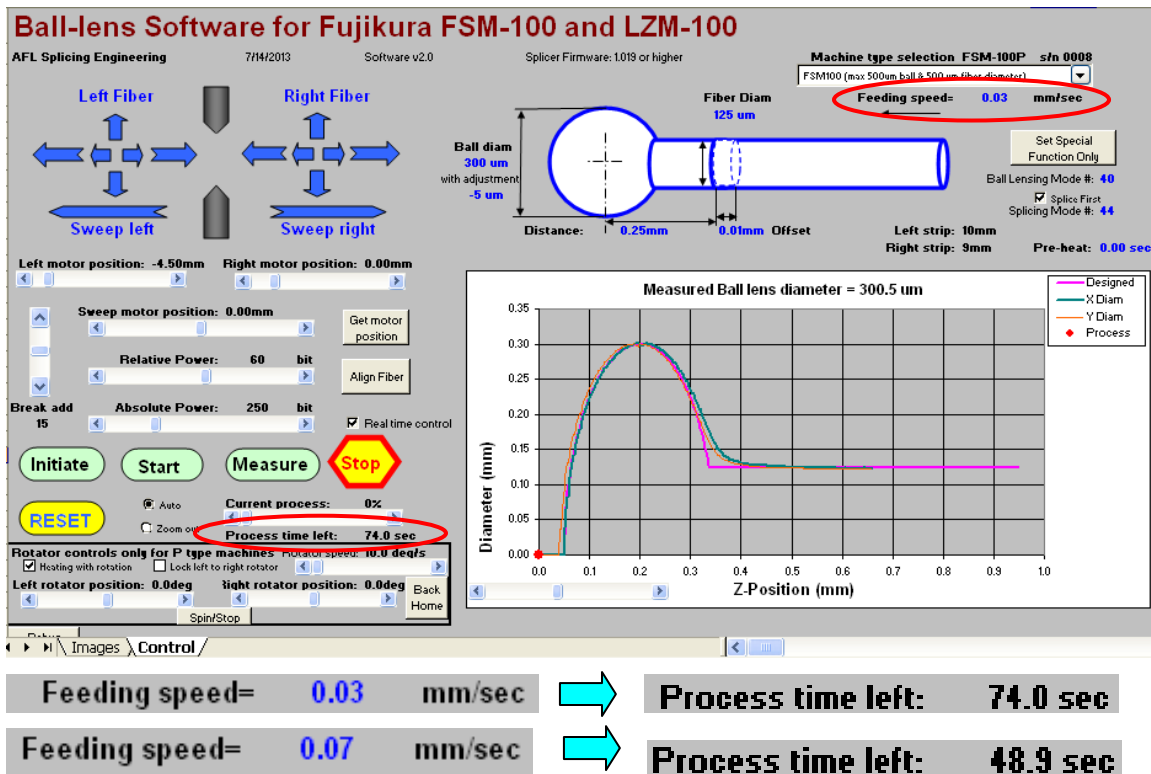 Ball-lens Software for Fujikura FSM-100 and LZM-100
AFL Splicing Engineering 7/14/2013 Software v2.0 Splicer Firmware: 1.019 or higher Machine type selection FSM-100P s/n 0008
FSM100 (max 500um ball & 500 um fiber diameter)
Feeding speed= 0.03 mm/sec
Left Fiber Right Fiber
Sweep left Sweep right
Fiber Diam
125 um
Ball diam
300 um
with adjustment
-5 um
Distance: 0.25mm 0.01mm Offset
Set Special
Function Only
Ball Lensing Mode #: 40
Splice First
Splicing Mode #: 44
Left strip: 10mm
Right strip: 9mm Pre-heat: 0.00 sec
Left motor position: -4.50mm Right motor position: 0.00mm
Sweep motor position: 0.00mm
Get motor
position
Relative Power: 60 bit
Align Fiber
Break add
15
Absolute Power: 250 bit
Real time control
Initiate Start Measure Stop
RESET
Auto
Zoom out
Current process: 0%
Process time left: 74.0 sec
Rotator controls only for P type machines Rotator speed: 10.0 deg/s
Heating with rotation Lock left to right rotator
Left rotator position: 0.0deg Right rotator position: 0.0deg
Back
Home
Spin/Stop
Measured Ball lens diameter = 300.5 um
Designed
X Diam
Y Diam
Process
Diameter (mm)
0.35
0.30
0.25
0.20
0.15
0.10
0.05
0.00
0.0 0.1 0.2 0.3 0.4 0.5 0.6 0.7 0.8 0.9 1.0
Z-Position (mm)
Images Control
Feeding speed= 0.03 mm/sec Process time left: 74.0 sec
Feeding speed= 0.07 mm/sec Process time left: 48.9 sec